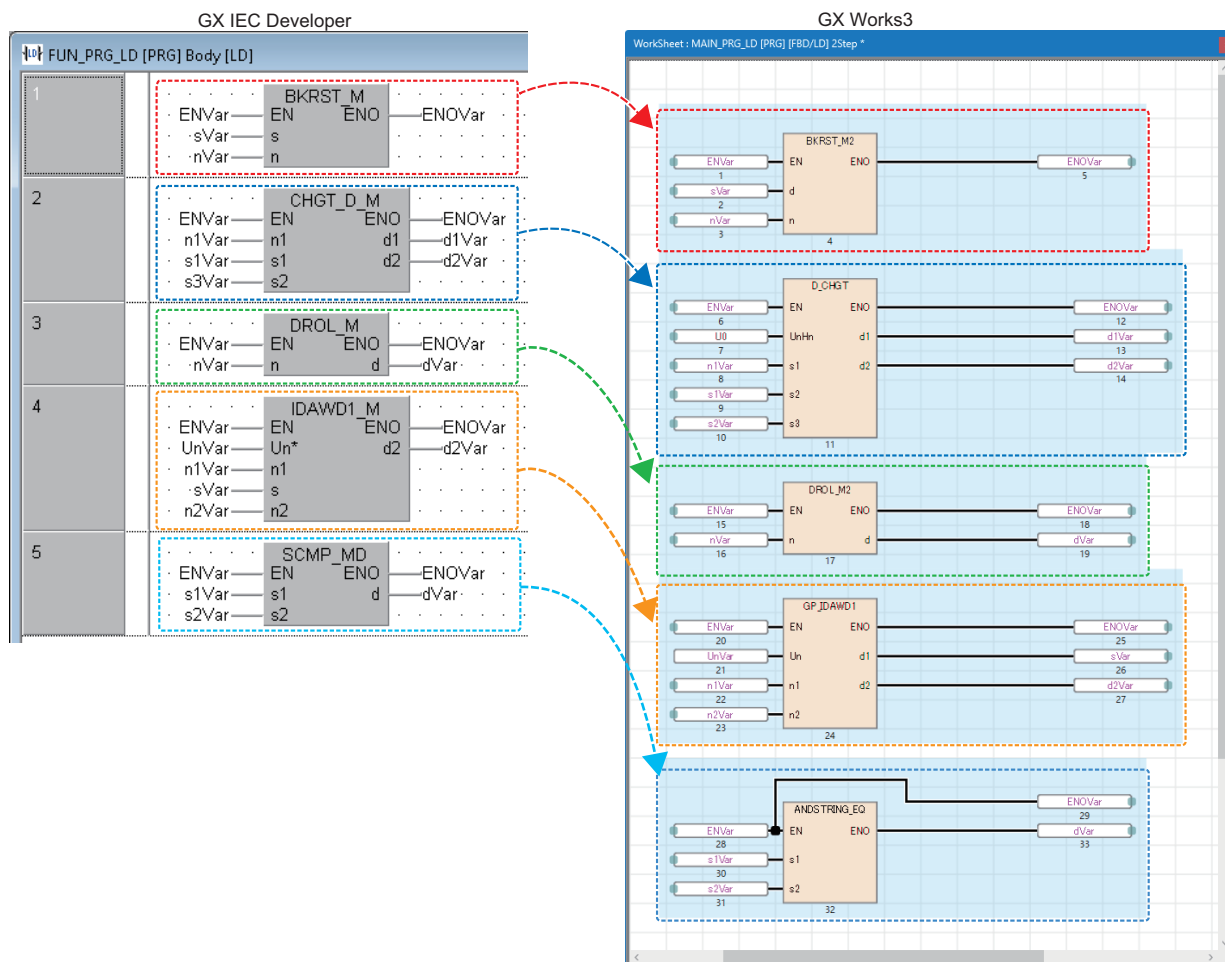 GX IEC Developer
FUN_PRG_LD [PRG] Body [LD]
1
BKRST_M
ENVar EN ENO ENOVar
sVar s
nVar n
2
CHGT_D_M
ENVar EN ENO ENOVar
n1Var n1 d1 d1Var
s1Var s1 d2 d2Var
s3Var s2
3
DROL_M
ENVar EN ENO ENOVar
nVar n d dVar
4
IDAWD1_M
ENVar EN ENO ENOVar
UnVar Un* d2 d2Var
n1Var n1
sVar s
n2Var n2
5
SCMP_MD
ENVar EN ENO ENOVar
s1Var s1 d dVar
s2Var s2
GX Works3
WorkSheet : MAIN_PRG_LD [PRG] [FBD/LD] 2Step *
BKRST_M2
ENVar EN ENO ENOVar
1 5
sVar d
2
nVar n
3 4
D_CHGT
ENVar EN ENO ENOVar
6 12
U0 UnHn d1 d1Var
7 13
n1Var s1 d2 d2Var
8 14
s1Var s2
9
s2Var s3
10 11
DROL_M2
ENVar EN ENO ENOVar
15 18
nVar n d dVar
16 17 19
GP_IDAWD1
ENVar EN ENO ENOVar
20 25
UnVar Un d1 sVar
21 26
n1Var n1 d2 d2Var
22 27
n2Var n2
23 24
ANDSTRING_EQ
ENOVar
29
ENVar EN ENO dVar
28 33
s1Var s1
30
s2Var s2
31 32